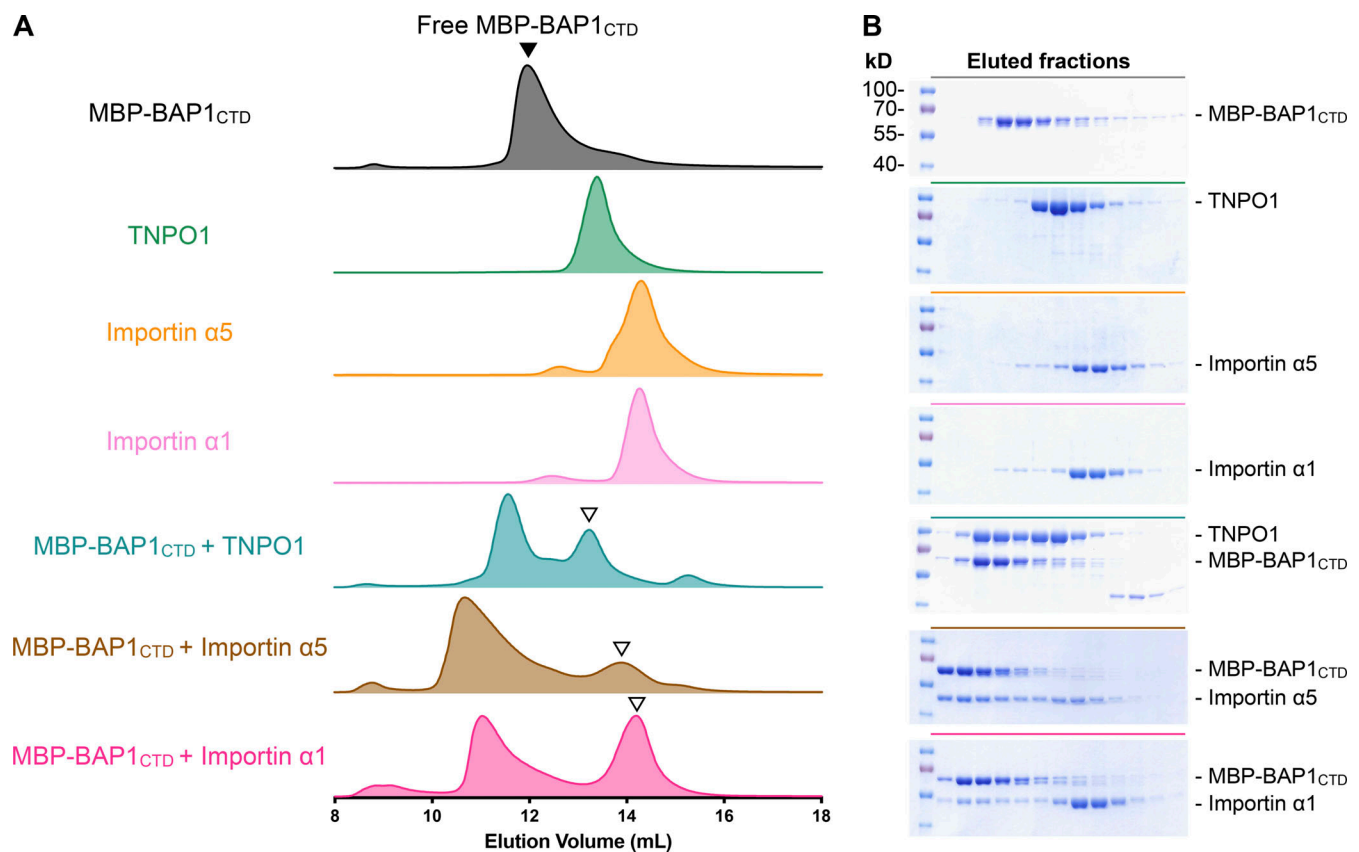 A
Free MBP-BAP1CTD
MBP-BAP1CTD
TNPO1
Importin α5
Importin α1
MBP-BAP1CTD + TNPO1
MBP-BAP1CTD + Importin α5
MBP-BAP1CTD + Importin α1
8 10 12 14 16 18
Elution Volume (mL)
B
kD Eluted fractions
100-
70-
55-
40-
- MBP-BAP1CTD
- TNPO1
- Importin α5
- Importin α1
- TNPO1
- MBP-BAP1CTD
- MBP-BAP1CTD
- Importin α5
- MBP-BAP1CTD
- Importin α1